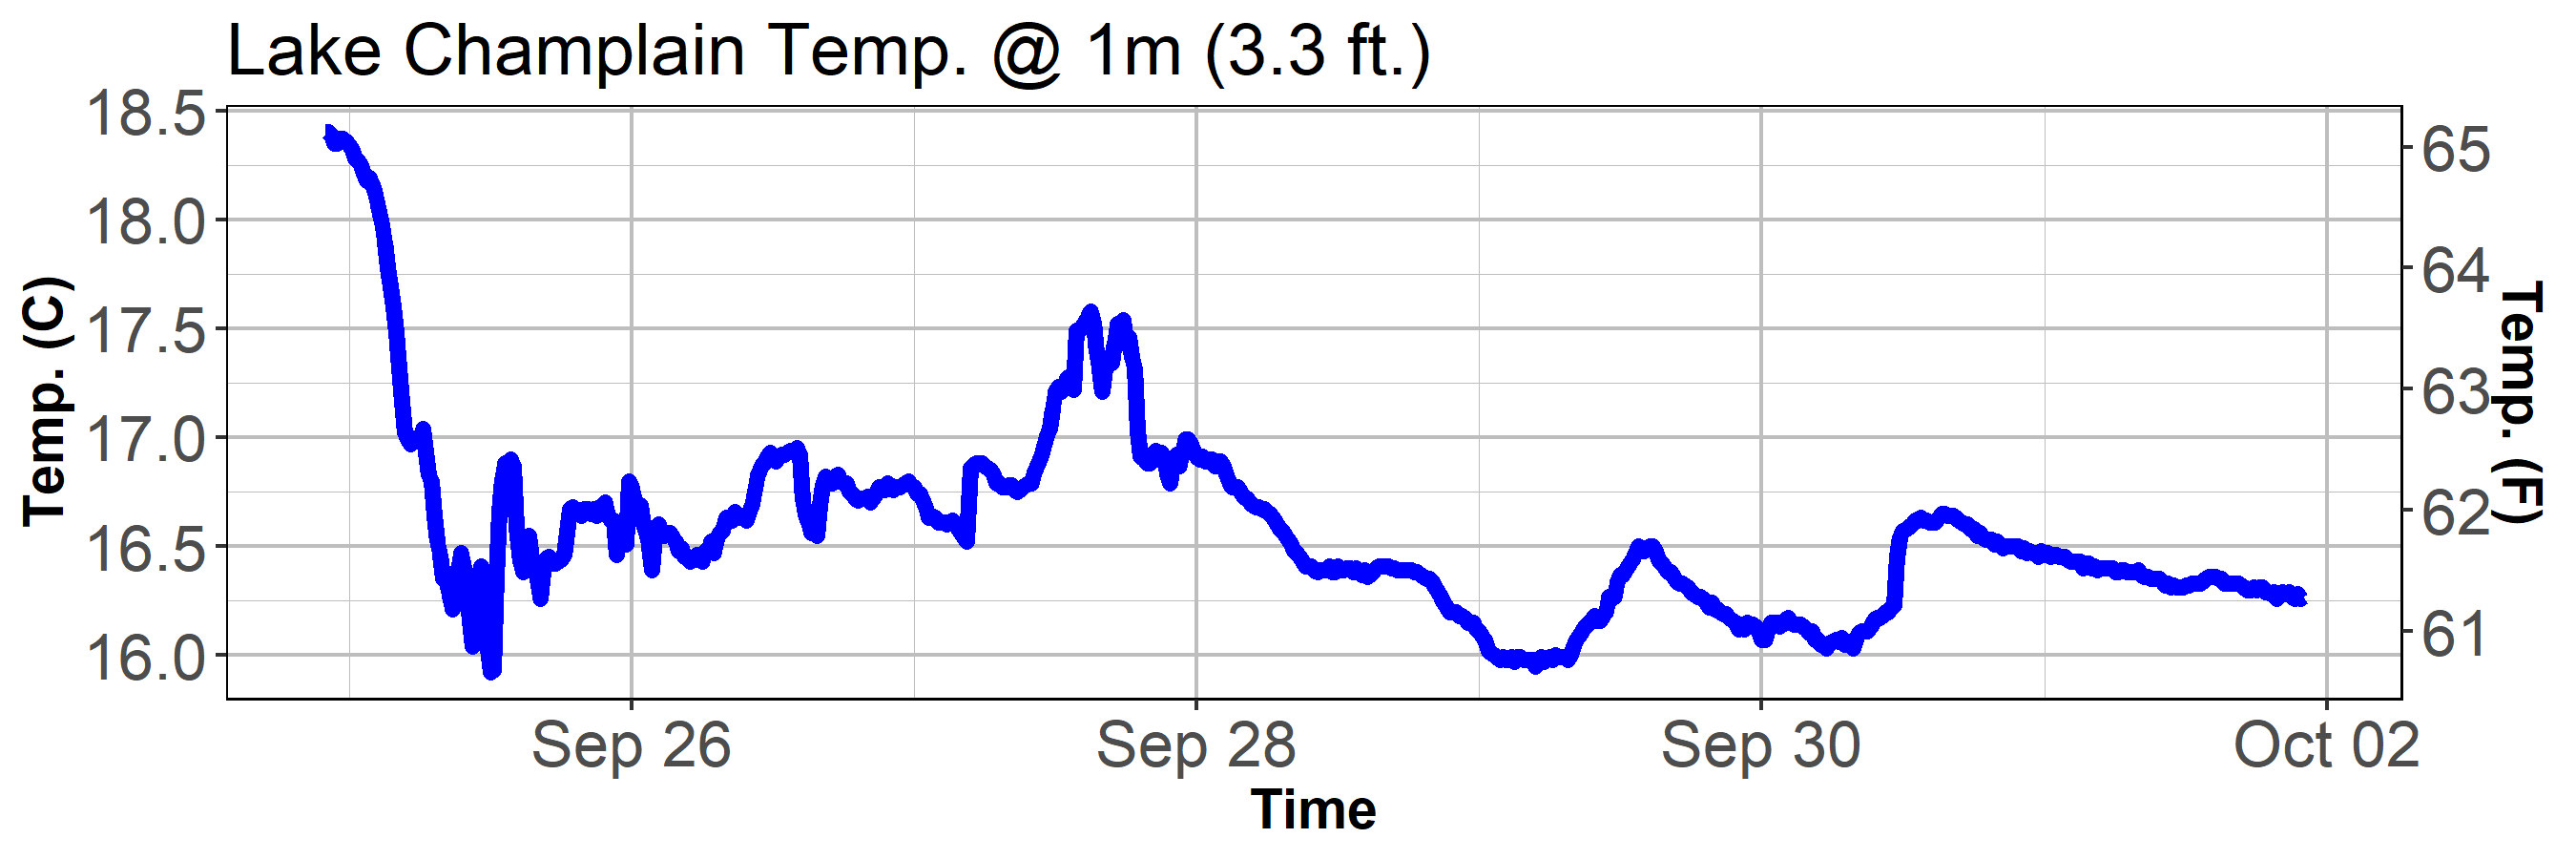 Lake Champlain Temp. @ 1m (3.3 ft.)
Temp. (C)
18.5
18.0
17.5
17.0
16.5
16.0
65
64
63
62
61
Temp. (F)
Sep 26
Sep 28
Sep 30
Oct 02
Time